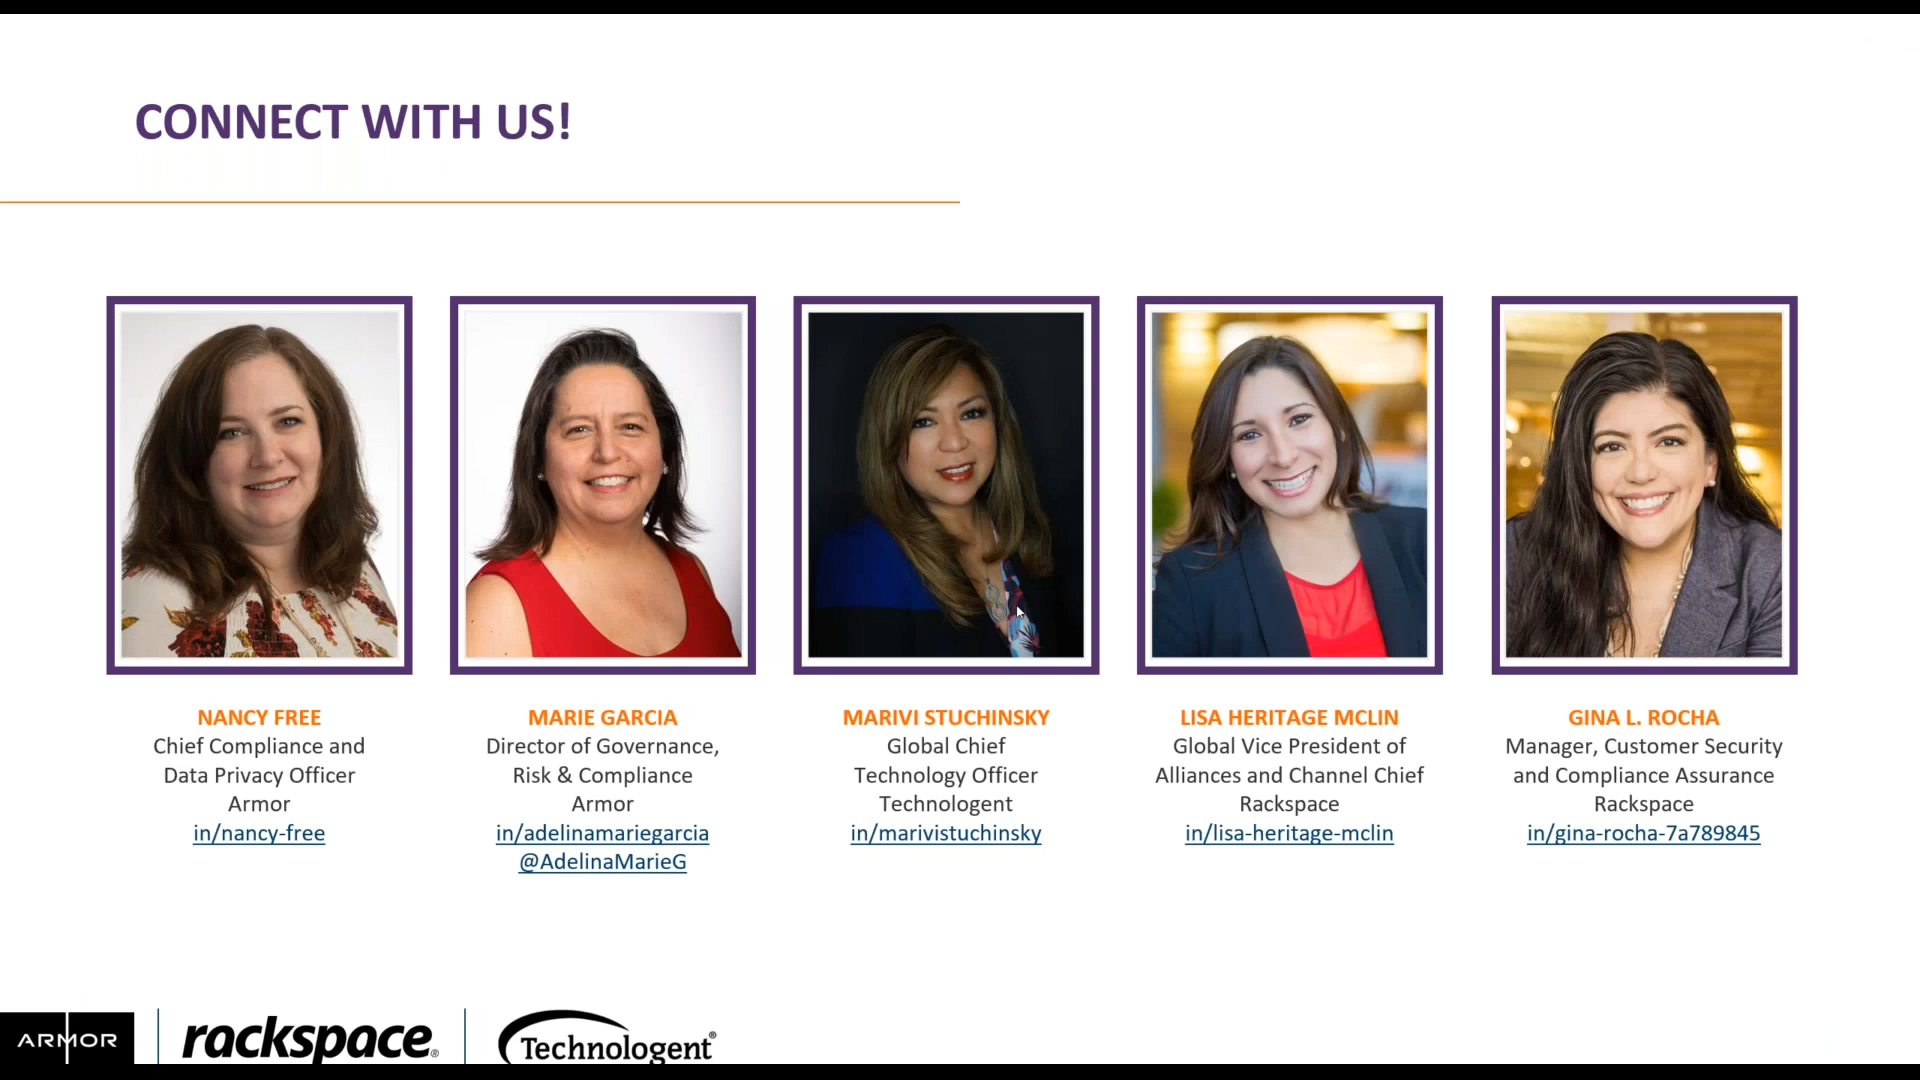 CONNECT WITH US!
NANCY FREE
Chief Compliance and
Data Privacy Officer
Armor
in/nancy-free
MARIE GARCIA
Director of Governance,
Risk & Compliance
Armor
in/adelinamariegarcia
@AdelinaMarieG
MARIVI STUCHINSKY
Global Chief
Technology Officer
Technologent
in/marivistuchinsky
LISA HERITAGE MCLIN
Global Vice President of
Alliances and Channel Chief
Rackspace
in/lisa-heritage-mclin
GINA L. ROCHA
Manager, Customer Security
and Compliance Assurance
Rackspace
in/gina-rocha-7a789845
ARMOR
rackspace®
Technologent®